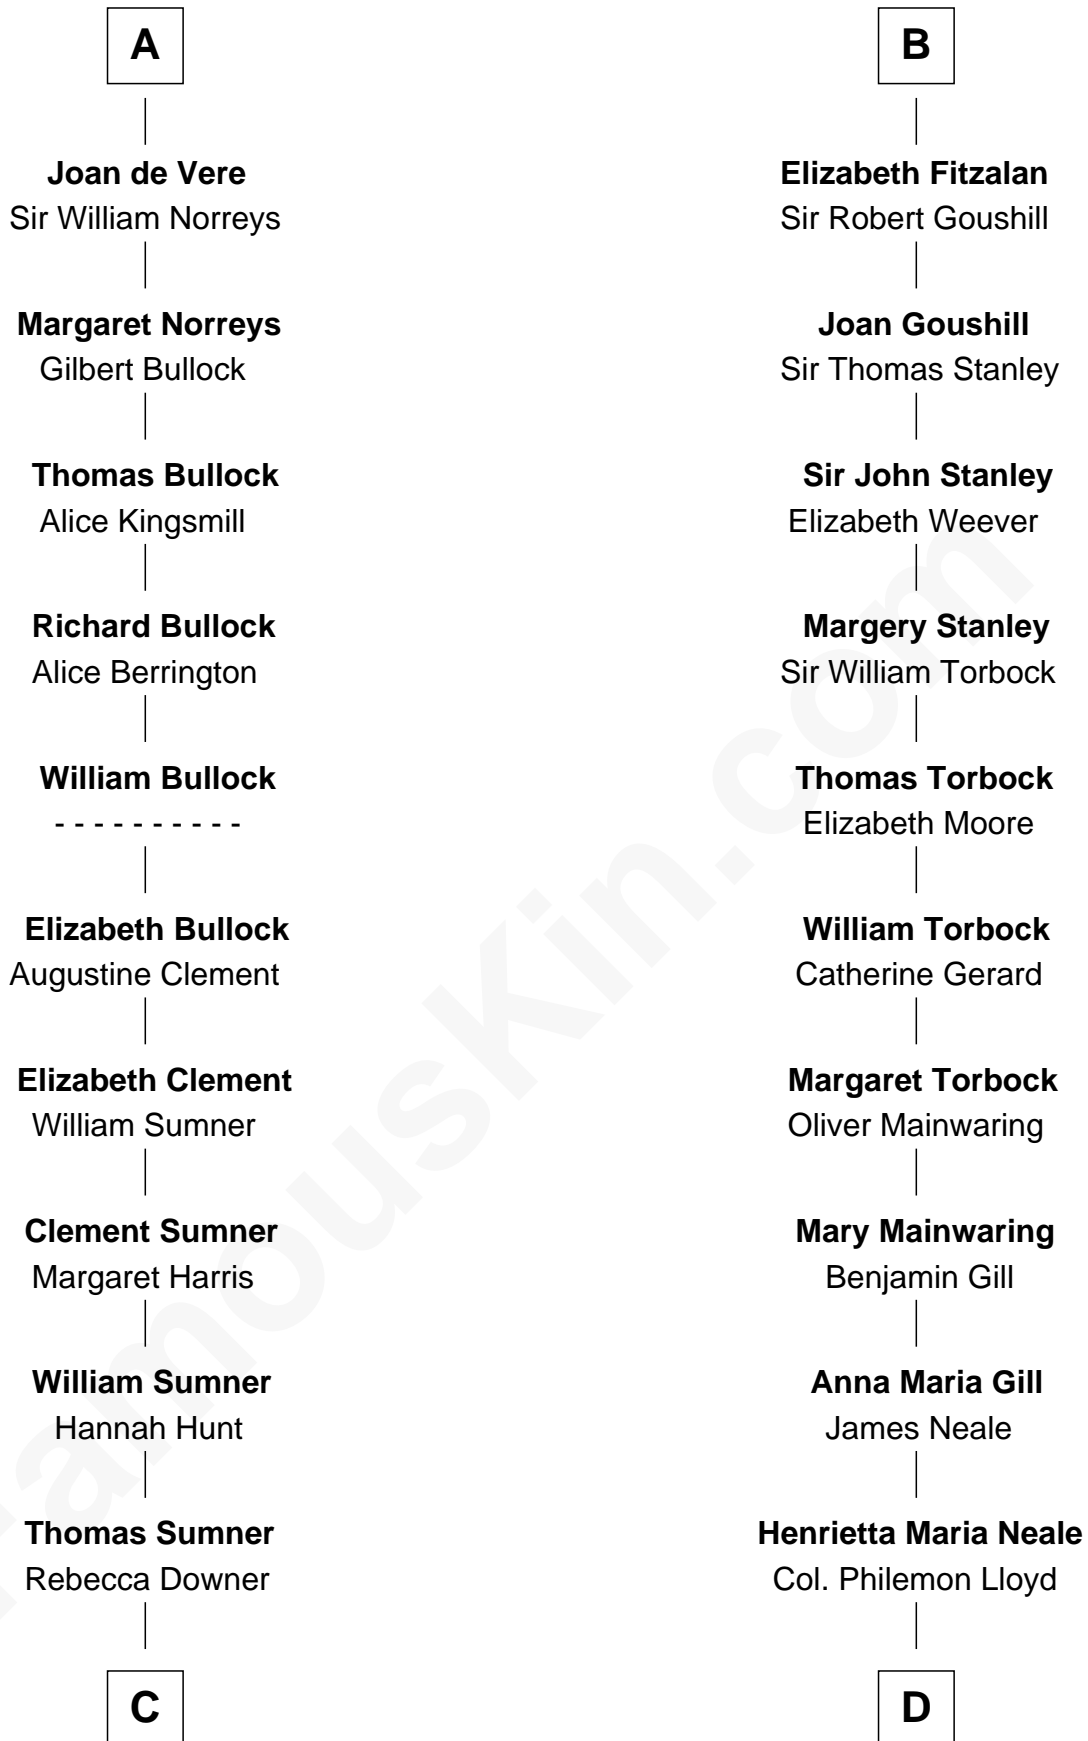 A
Joan de Vere
Sir William Norreys
Margaret Norreys
Gilbert Bullock
Thomas Bullock
Alice Kingsmill
Richard Bullock
Alice Berrington
William Bullock
- - - - - - - - - -
Elizabeth Bullock
Augustine Clement
Elizabeth Clement
William Sumner
Clement Sumner
Margaret Harris
William Sumner
Hannah Hunt
Thomas Sumner
Rebecca Downer
C
B
Elizabeth Fitzalan
Sir Robert Goushill
Joan Goushill
Sir Thomas Stanley
Sir John Stanley
Elizabeth Weever
Margery Stanley
Sir William Torbock
Thomas Torbock
Elizabeth Moore
William Torbock
Catherine Gerard
Margaret Torbock
Oliver Mainwaring
Mary Mainwaring
Benjamin Gill
Anna Maria Gill
James Neale
Henrietta Maria Neale
Col. Philemon Lloyd
D
FamousKin.com